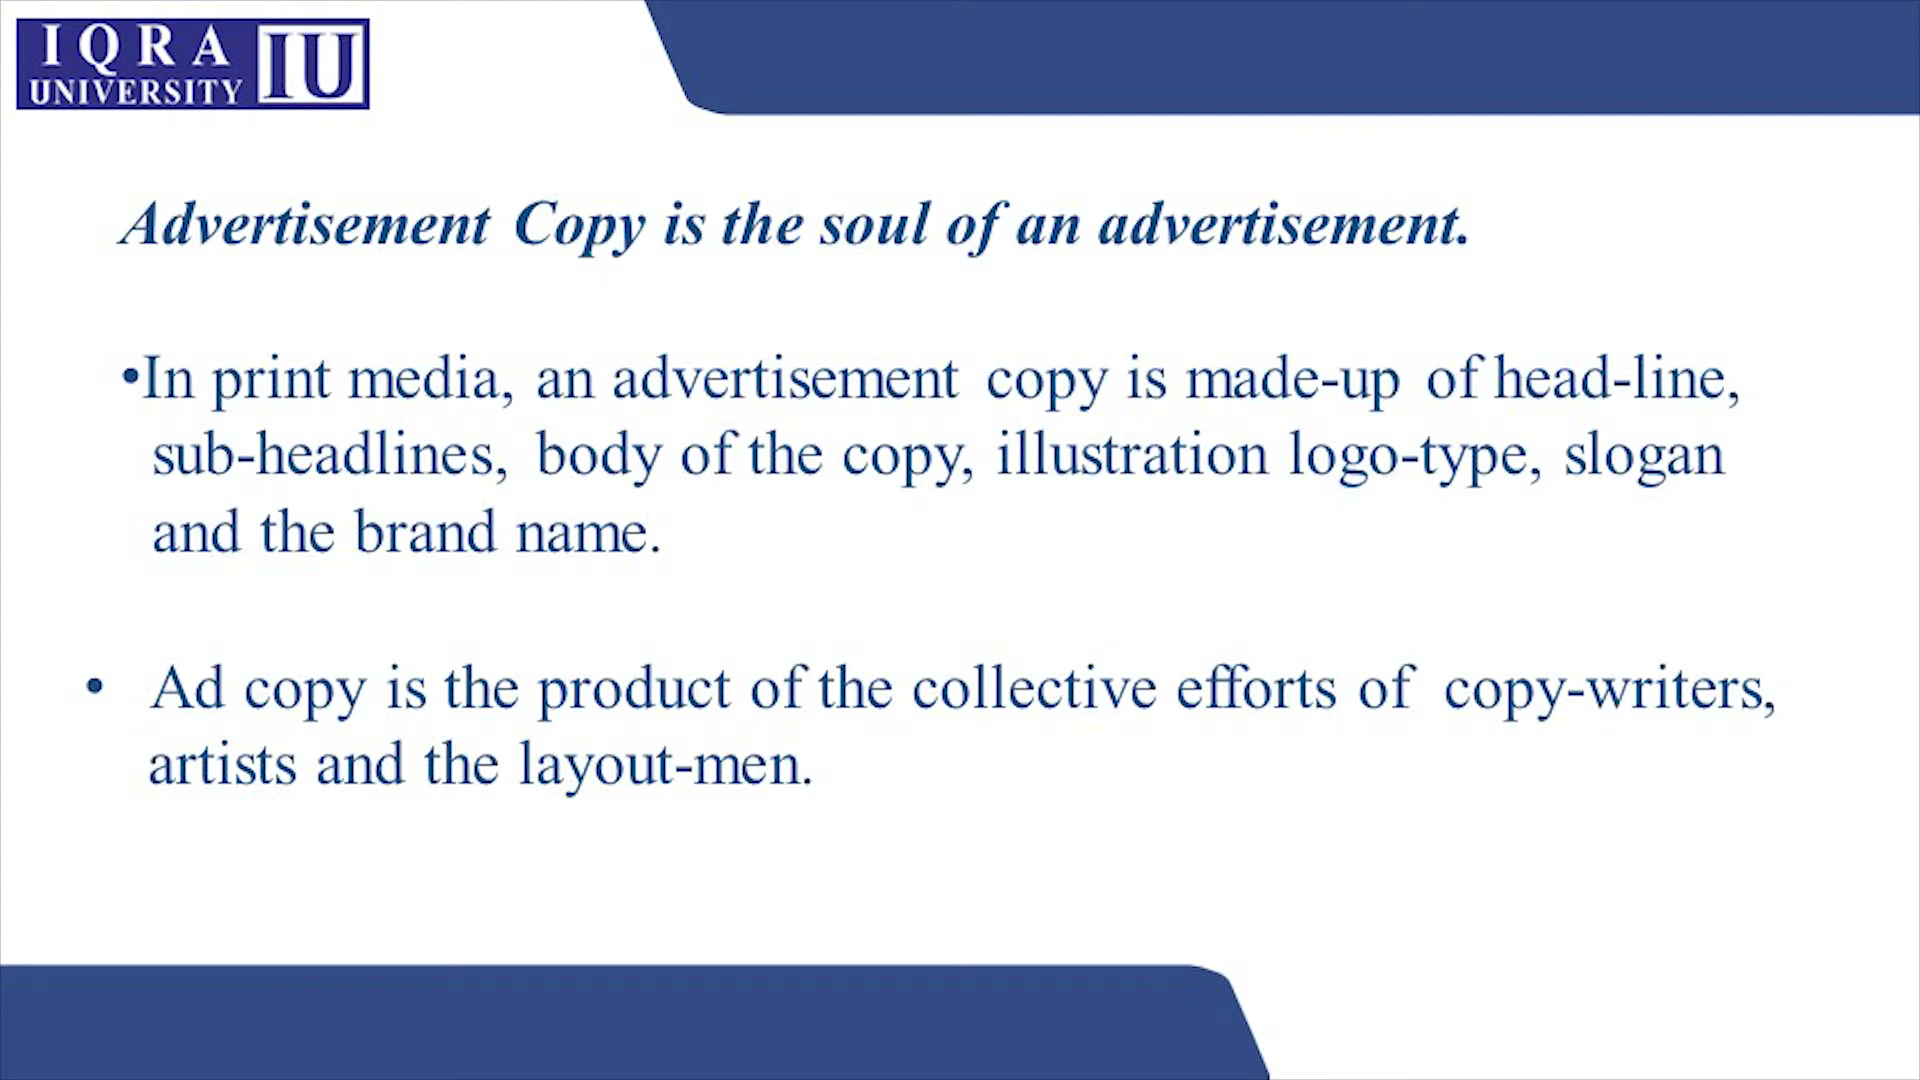 IQRA
UNIVERSITY
IU
Advertisement Copy is the soul of an advertisement.
•In print media, an advertisement copy is made-up of head-line,
sub-headlines, body of the copy, illustration logo-type, slogan
and the brand name.
• Ad copy is the product of the collective efforts of copy-writers,
artists and the layout-men.